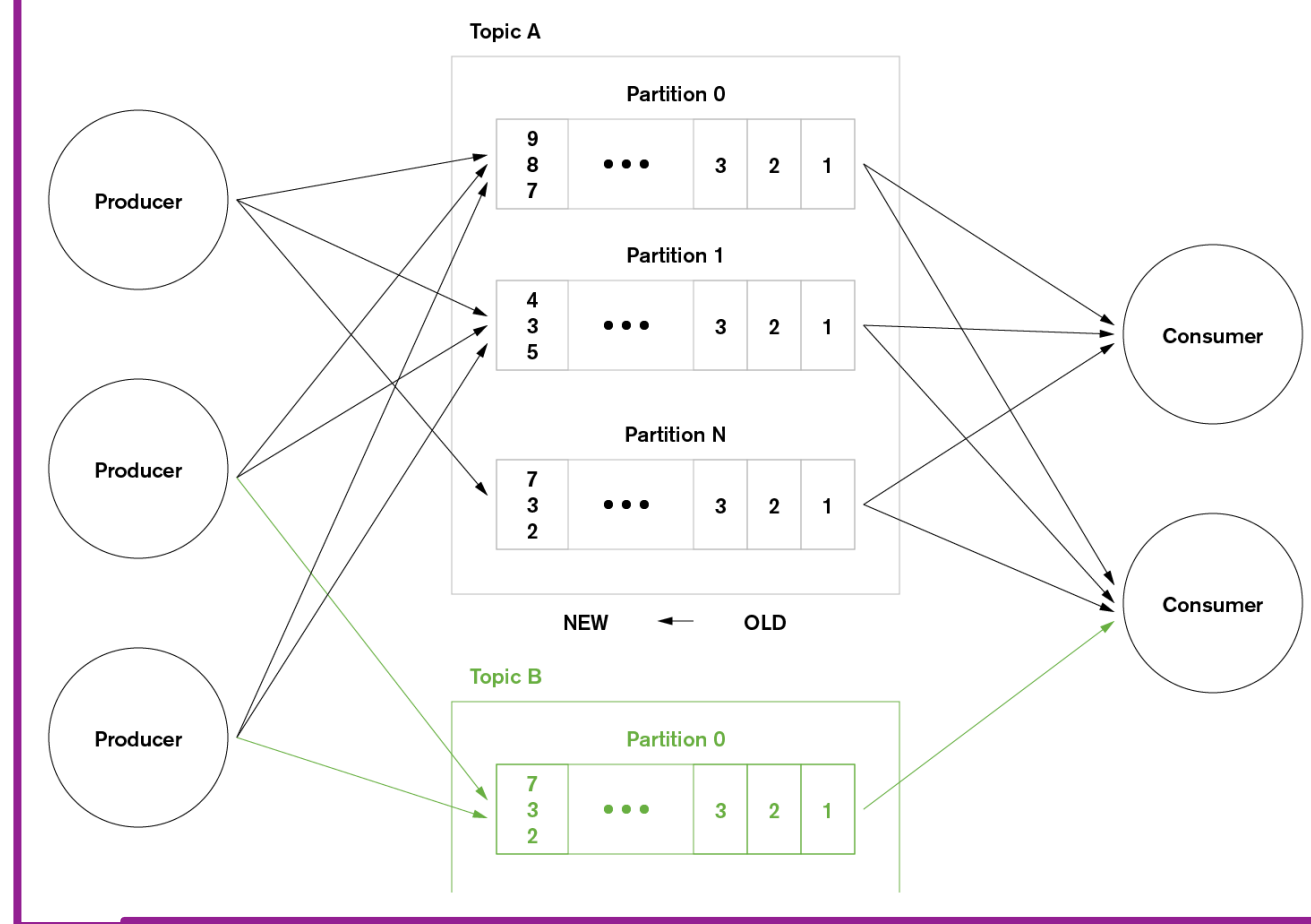 Topic A
Partition 0
9
8
7
••• 3 2 1
Producer
Partition 1
4
3
5
••• 3 2 1
Consumer
Partition N
Producer
7
3
2
••• 3 2 1
Consumer
NEW ← OLD
Topic B
Partition 0
Producer
7
3
2
••• 3 2 1